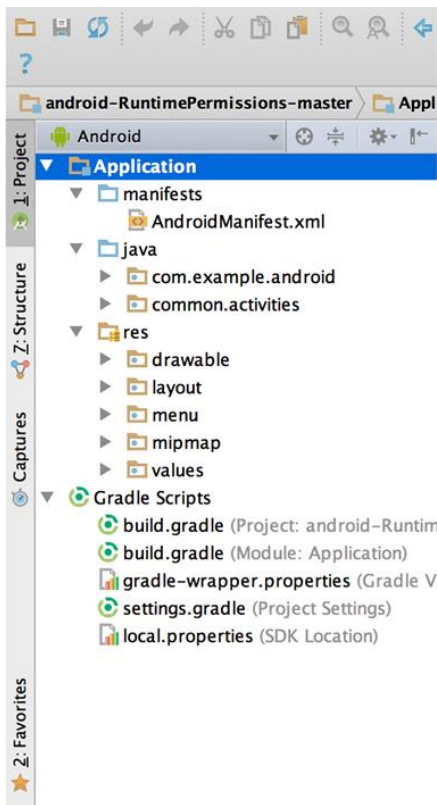 ?
android-RuntimePermissions-master Appl
Android
1: Project
Application
manifests
AndroidManifest.xml
java
com.example.android
common.activities
Z: Structure
res
drawable
layout
menu
mipmap
values
Captures
Gradle Scripts
build.gradle (Project: android-Runtim
build.gradle (Module: Application)
gradle-wrapper.properties (Gradle V
settings.gradle (Project Settings)
local.properties (SDK Location)
2: Favorites